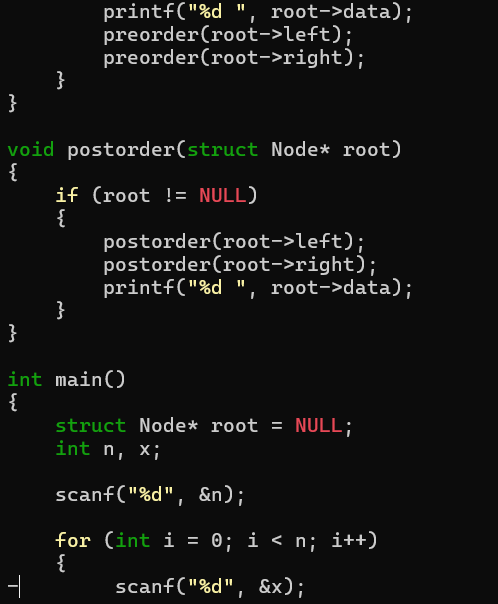 printf("%d ", root->data);
        preorder(root->left);
        preorder(root->right);
    }
}

void postorder(struct Node* root)
{
    if (root != NULL)
    {
        postorder(root->left);
        postorder(root->right);
        printf("%d ", root->data);
    }
}

int main()
{
    struct Node* root = NULL;
    int n, x;

    scanf("%d", &n);

    for (int i = 0; i < n; i++)
    {
-        scanf("%d", &x);